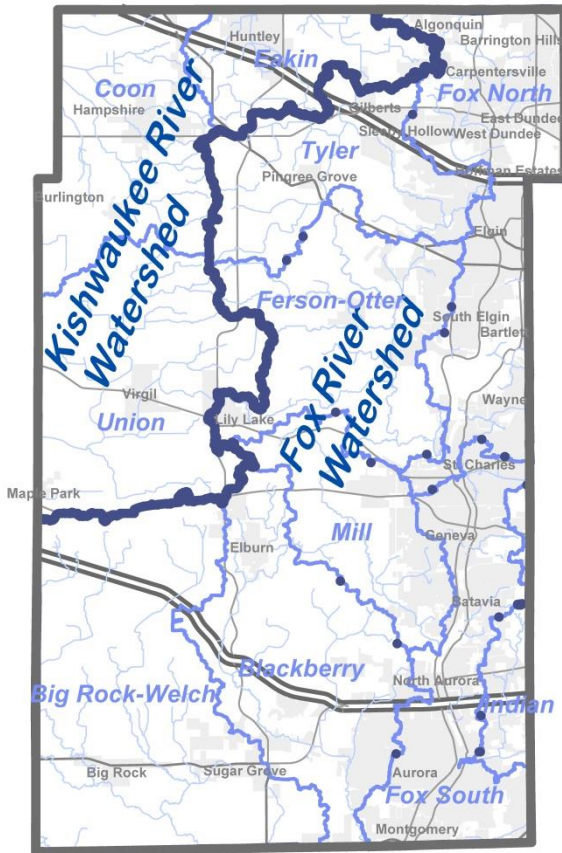 Algonquin
Huntley
Barrington Hills
Eakin
Carpentersville
Coon
Fox North
Hampshire
Gilberts
East Dundee
Sleepy Hollow
West Dundee
Tyler
Hoffman Estates
Pingree Grove
Burlington
Elgin
Kishwaukee River
Watershed
Ferson-Otter
South Elgin
Bartlett
Fox River
Watershed
Virgil
Wayne
Union
Lily Lake
St. Charles
Maple Park
Mill
Geneva
Elburn
Batavia
Blackberry
North Aurora
Big Rock-Welch
Indian
Big Rock
Sugar Grove
Aurora
Fox South
Montgomery